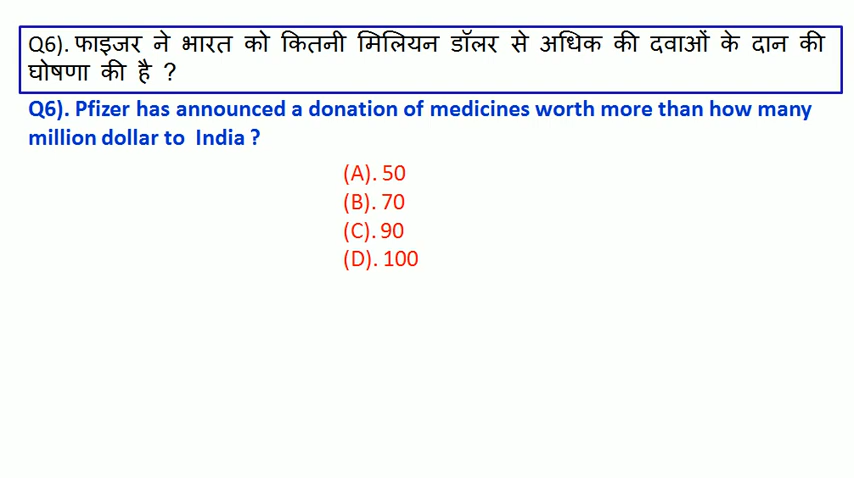 Q6). फाइजर ने भारत को कितनी मिलियन डॉलर से अधिक की दवाओं के दान की
घोषणा की है ?
Q6). Pfizer has announced a donation of medicines worth more than how many
million dollar to India ?
(A). 50
(B). 70
(C). 90
(D). 100